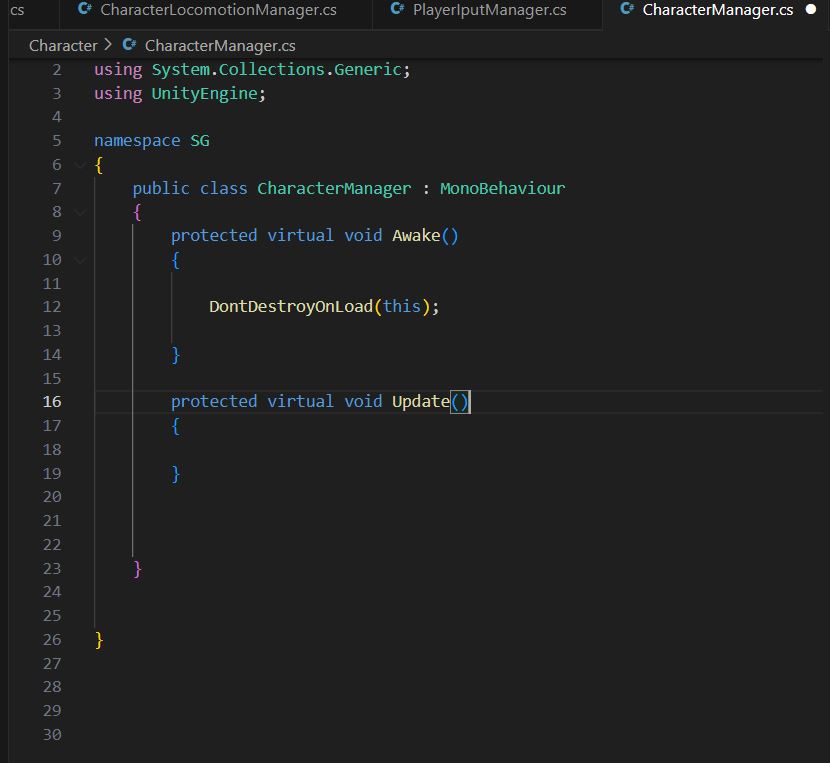 cs
C# CharacterLocomotionManager.cs
C# PlayerIputManager.cs
C# CharacterManager.cs
Character > C# CharacterManager.cs
2 using System.Collections.Generic;
3 using UnityEngine;
4
5 namespace SG
6 {
7 public class CharacterManager : MonoBehaviour
8 {
9 protected virtual void Awake()
10 {
11
12 DontDestroyOnLoad(this);
13
14 }
15
16 protected virtual void Update()
17 {
18
19 }
20
21
22
23 }
24
25
26 }
27
28
29
30